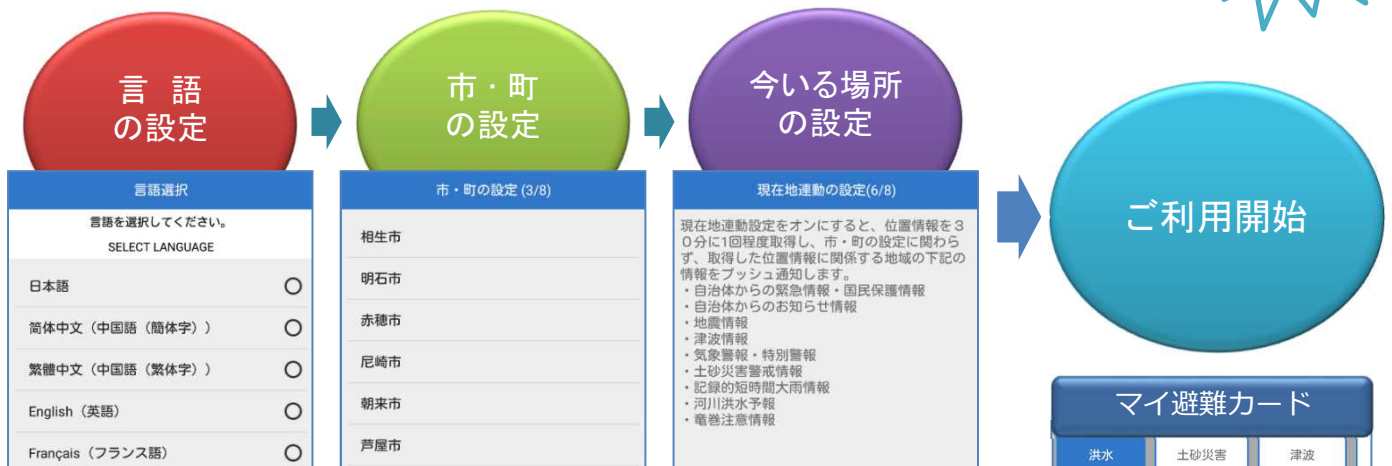 言 語
の設定
市・町
の設定
今いる場所
の設定
ご利用開始
言語選択
言語を選択してください。
SELECT LANGUAGE
日本語
简体中文（中国語（簡体字））
繁體中文（中国語（繁体字））
English（英語）
Français（フランス語）
市・町の設定 (3/8)
相生市
明石市
赤穂市
尼崎市
朝来市
芦屋市
現在地連動の設定(6/8)
現在地連動設定をオンにすると、位置情報を３
０分に1回程度取得し、市・町の設定に関わら
ず、取得した位置情報に関係する地域の下記の
情報をプッシュ通知します。
・自治体からの緊急情報・国民保護情報
・自治体からのお知らせ情報
・地震情報
・津波情報
・気象警報・特別警報
・土砂災害警戒情報
・記録的短時間大雨情報
・河川洪水予報
・竜巻注意情報
マイ避難カード
洪水
土砂災害
津波